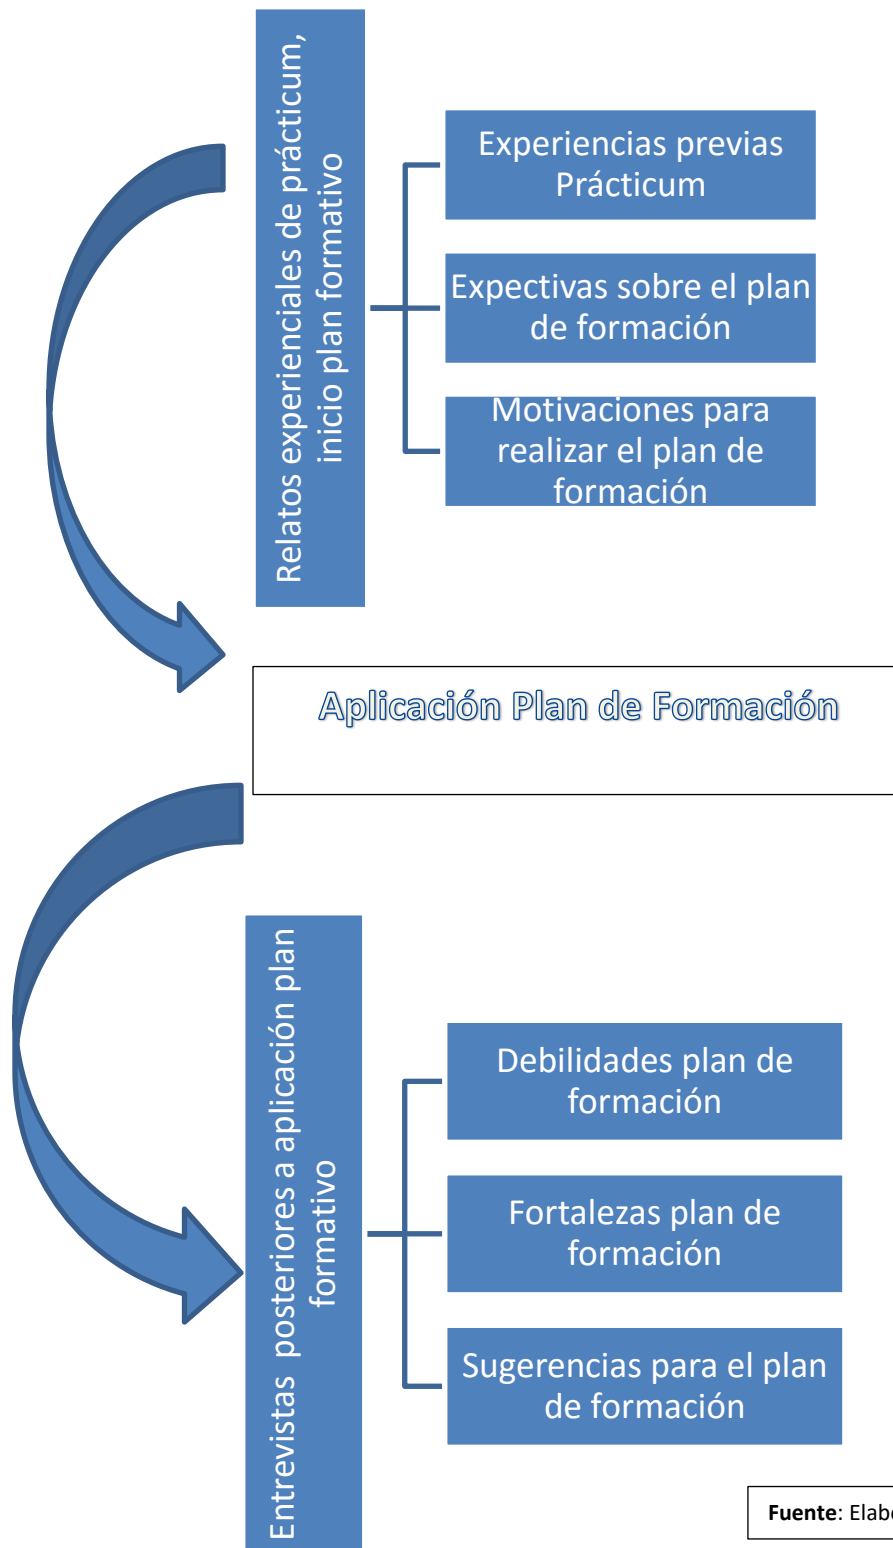 Relatos experienciales de prácticum,
inicio plan formativo
Experiencias previas
Prácticum
Expectivas sobre el plan
de formación
Motivaciones para
realizar el plan de
formación
Aplicación Plan de Formación
Entrevistas posteriores a aplicación plan
formativo
Debilidades plan de
formación
Fortalezas plan de
formación
Sugerencias para el plan
de formación
Fuente: Elabo